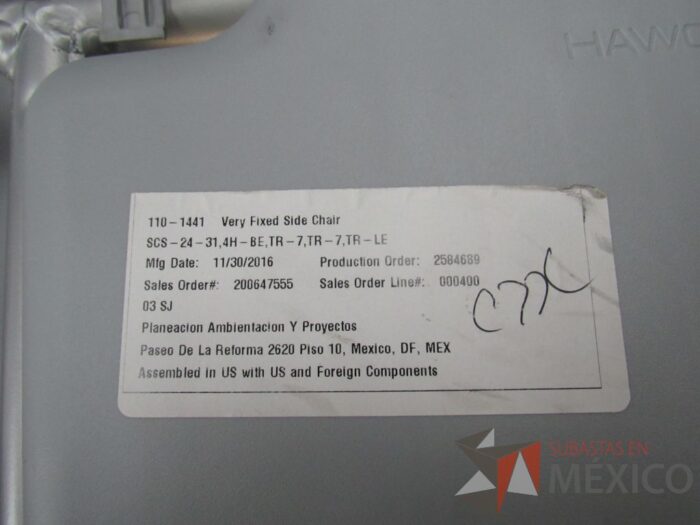 HAWO
110-1441 Very Fixed Side Chair
SCS-24-31,4H-BE,TR-7,TR-7,TR-LE
Mfg Date: 11/30/2016 Production Order: 2584689
Sales Order#: 200647555 Sales Order Line#: 000400
03 SJ
Planeacion Ambientacion Y Proyectos
Paseo De La Reforma 2620 Piso 10, Mexico, DF, MEX
Assembled in US with US and Foreign Components
SUBASTAS EN
MÉXICO